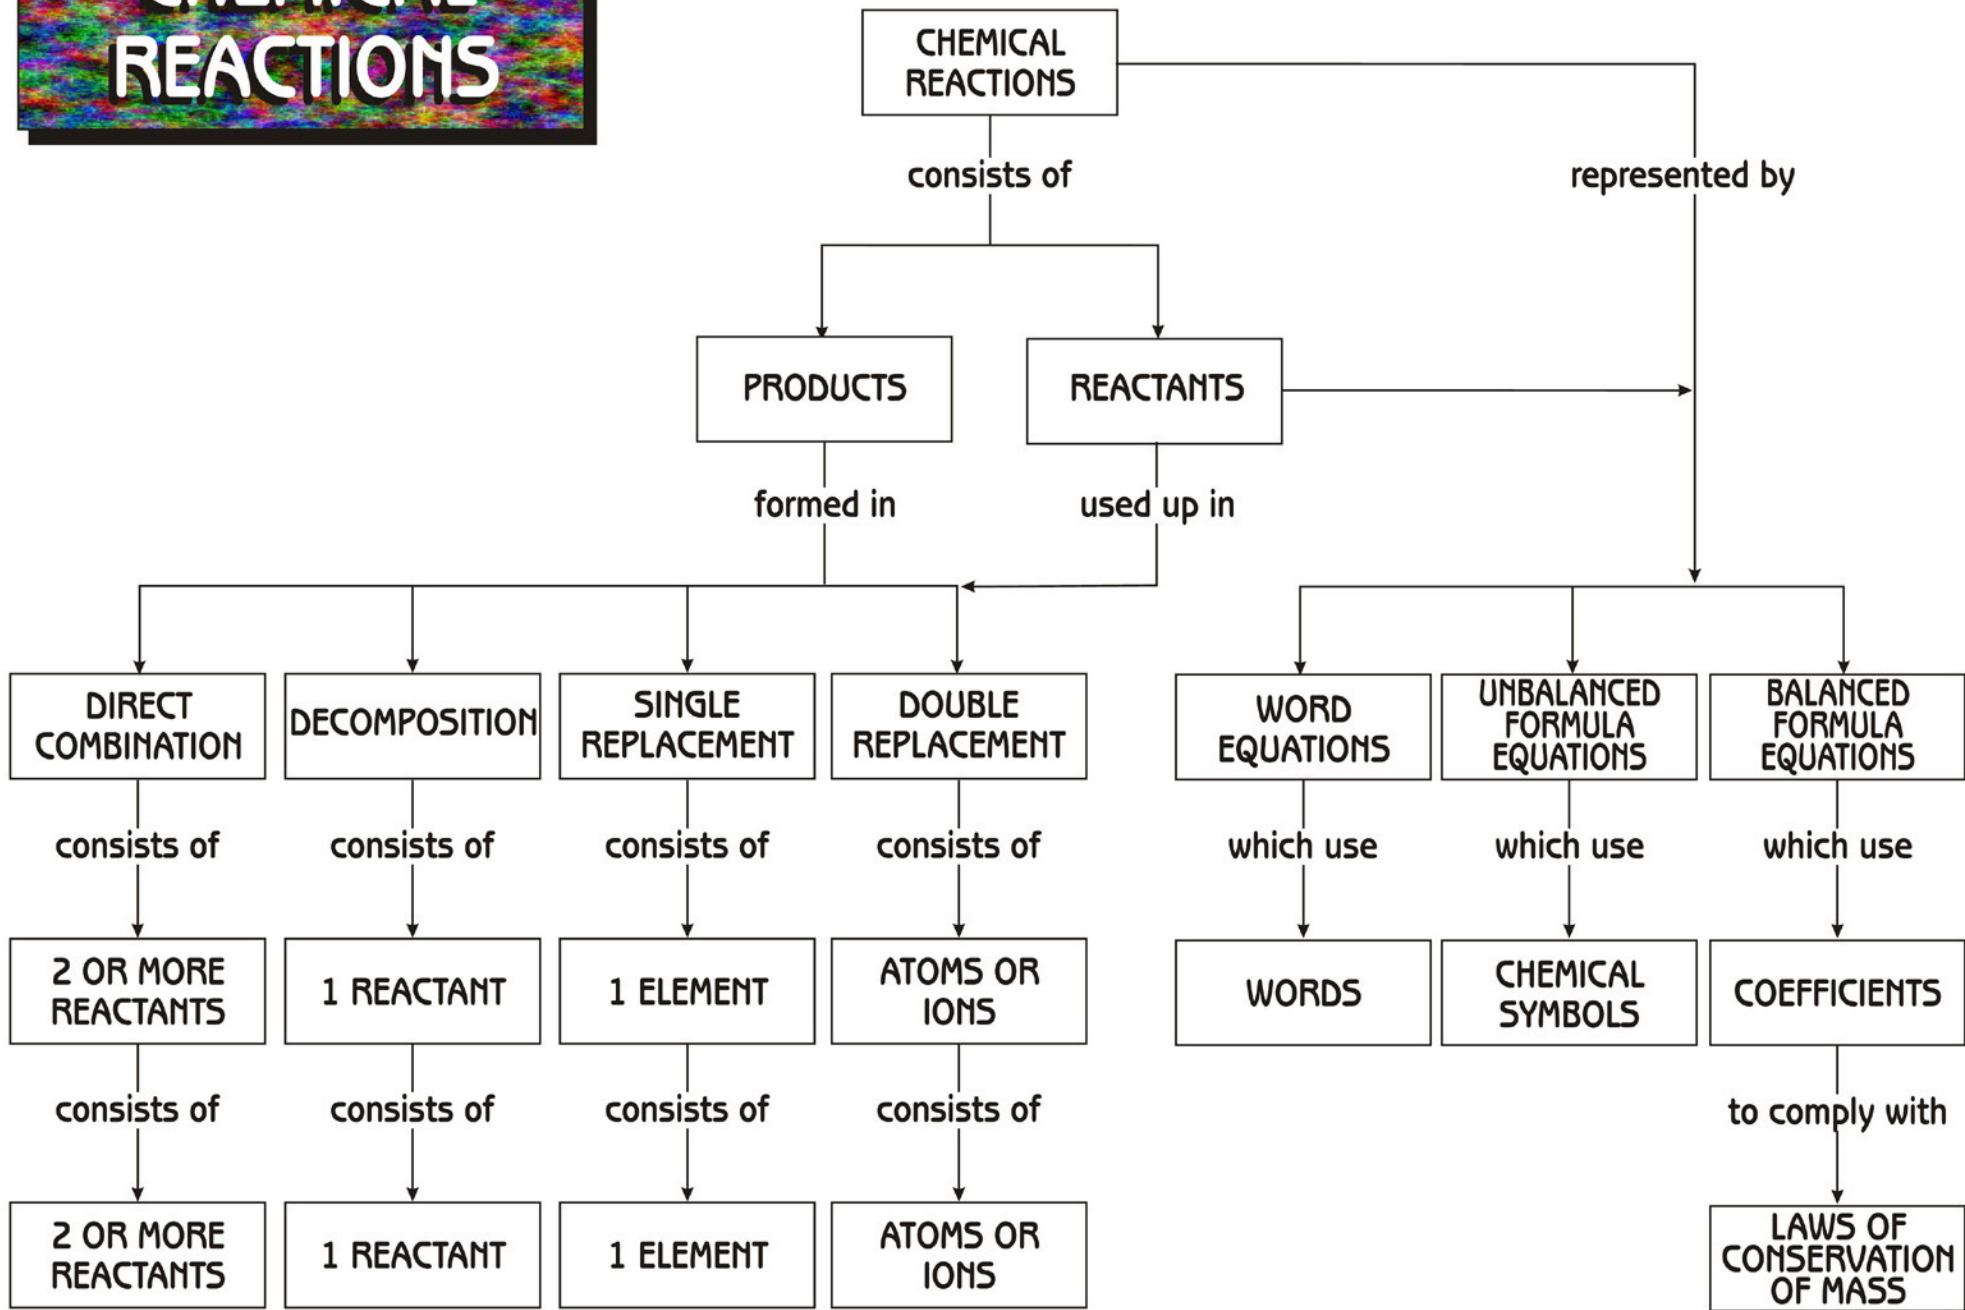 CHEMICAL
REACTIONS
CHEMICAL
REACTIONS
consists of
represented by
PRODUCTS
REACTANTS
formed in
used up in
DIRECT
COMBINATION
DECOMPOSITION
SINGLE
REPLACEMENT
DOUBLE
REPLACEMENT
WORD
EQUATIONS
UNBALANCED
FORMULA
EQUATIONS
BALANCED
FORMULA
EQUATIONS
consists of
consists of
consists of
consists of
which use
which use
which use
2 OR MORE
REACTANTS
1 REACTANT
1 ELEMENT
ATOMS OR
IONS
WORDS
CHEMICAL
SYMBOLS
COEFFICIENTS
consists of
consists of
consists of
consists of
to comply with
2 OR MORE
REACTANTS
1 REACTANT
1 ELEMENT
ATOMS OR
IONS
LAWS OF
CONSERVATION
OF MASS